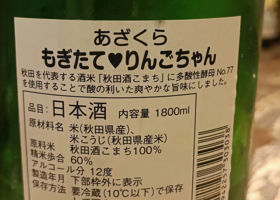 あざくら
もぎたて♥りんごちゃん
秋田を代表する酒米「秋田酒こまち」に多酸性酵母No.77
を使用することで酸の利いた爽やかな旨味にしました。
品目:日本酒 内容量 1800ml
原材料名 米(秋田県産)、
米こうじ(秋田県産米)
原料米 秋田酒こまち100%
精米歩合 60%
アルコール分 12度
製造年月 下部枠外に表示
保存方法 要冷蔵(10℃以下)で保存